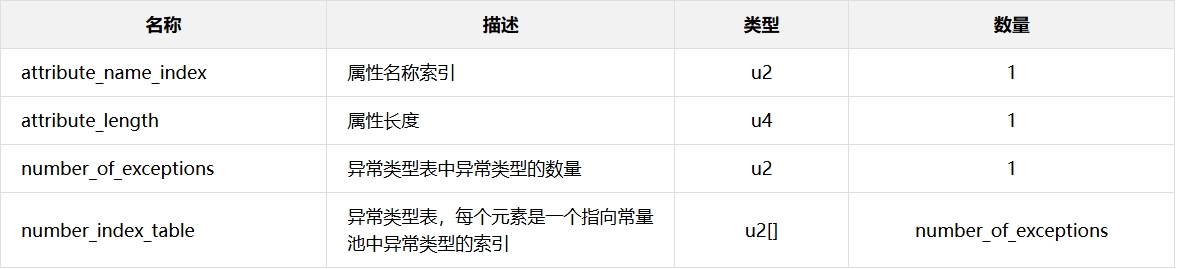 名称 描述 类型 数量
attribute_name_index 属性名称索引 u2 1
attribute_length 属性长度 u4 1
number_of_exceptions 异常类型表中异常类型的数量 u2 1
number_index_table 异常类型表，每个元素是一个指向常量池中异常类型的索引 u2[] number_of_exceptions